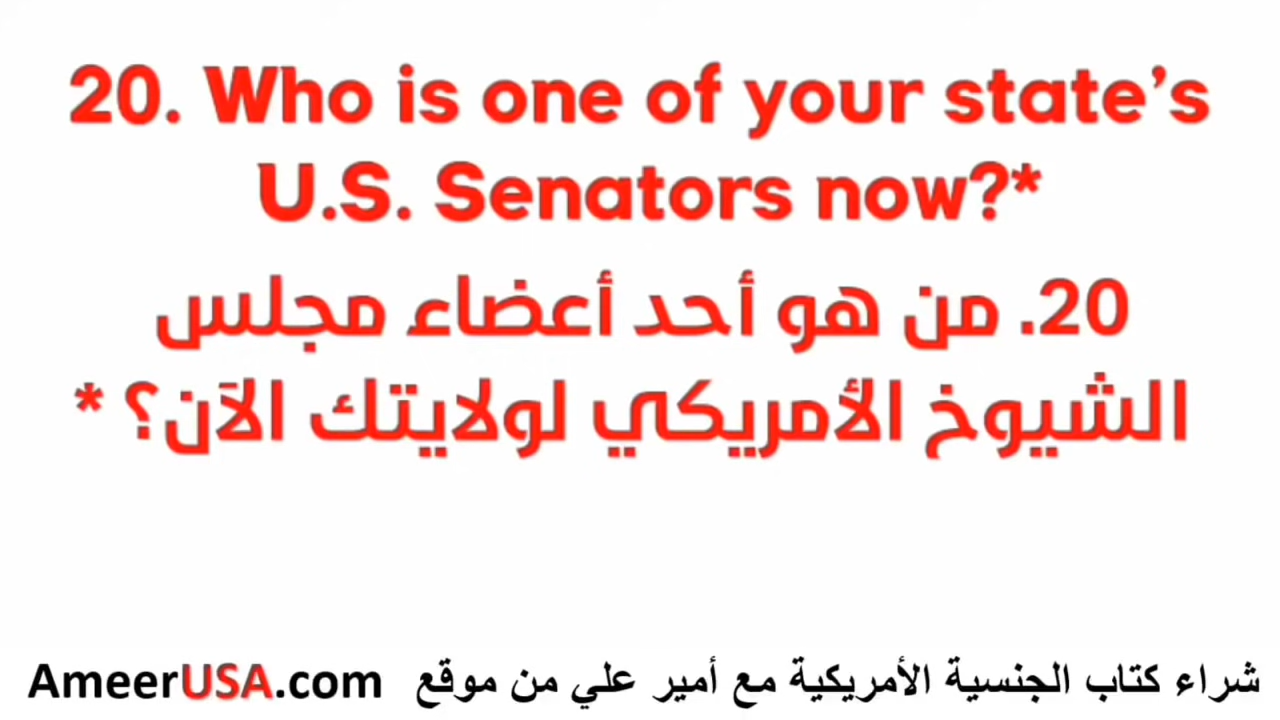 20. Who is one of your state’s
U.S. Senators now?*
20. من هو أحد أعضاء مجلس
الشيوخ الأمريكي لولايتك الآن؟ *
شراء كتاب الجنسية الأمريكية مع أمير علي من موقع AmeerUSA.com